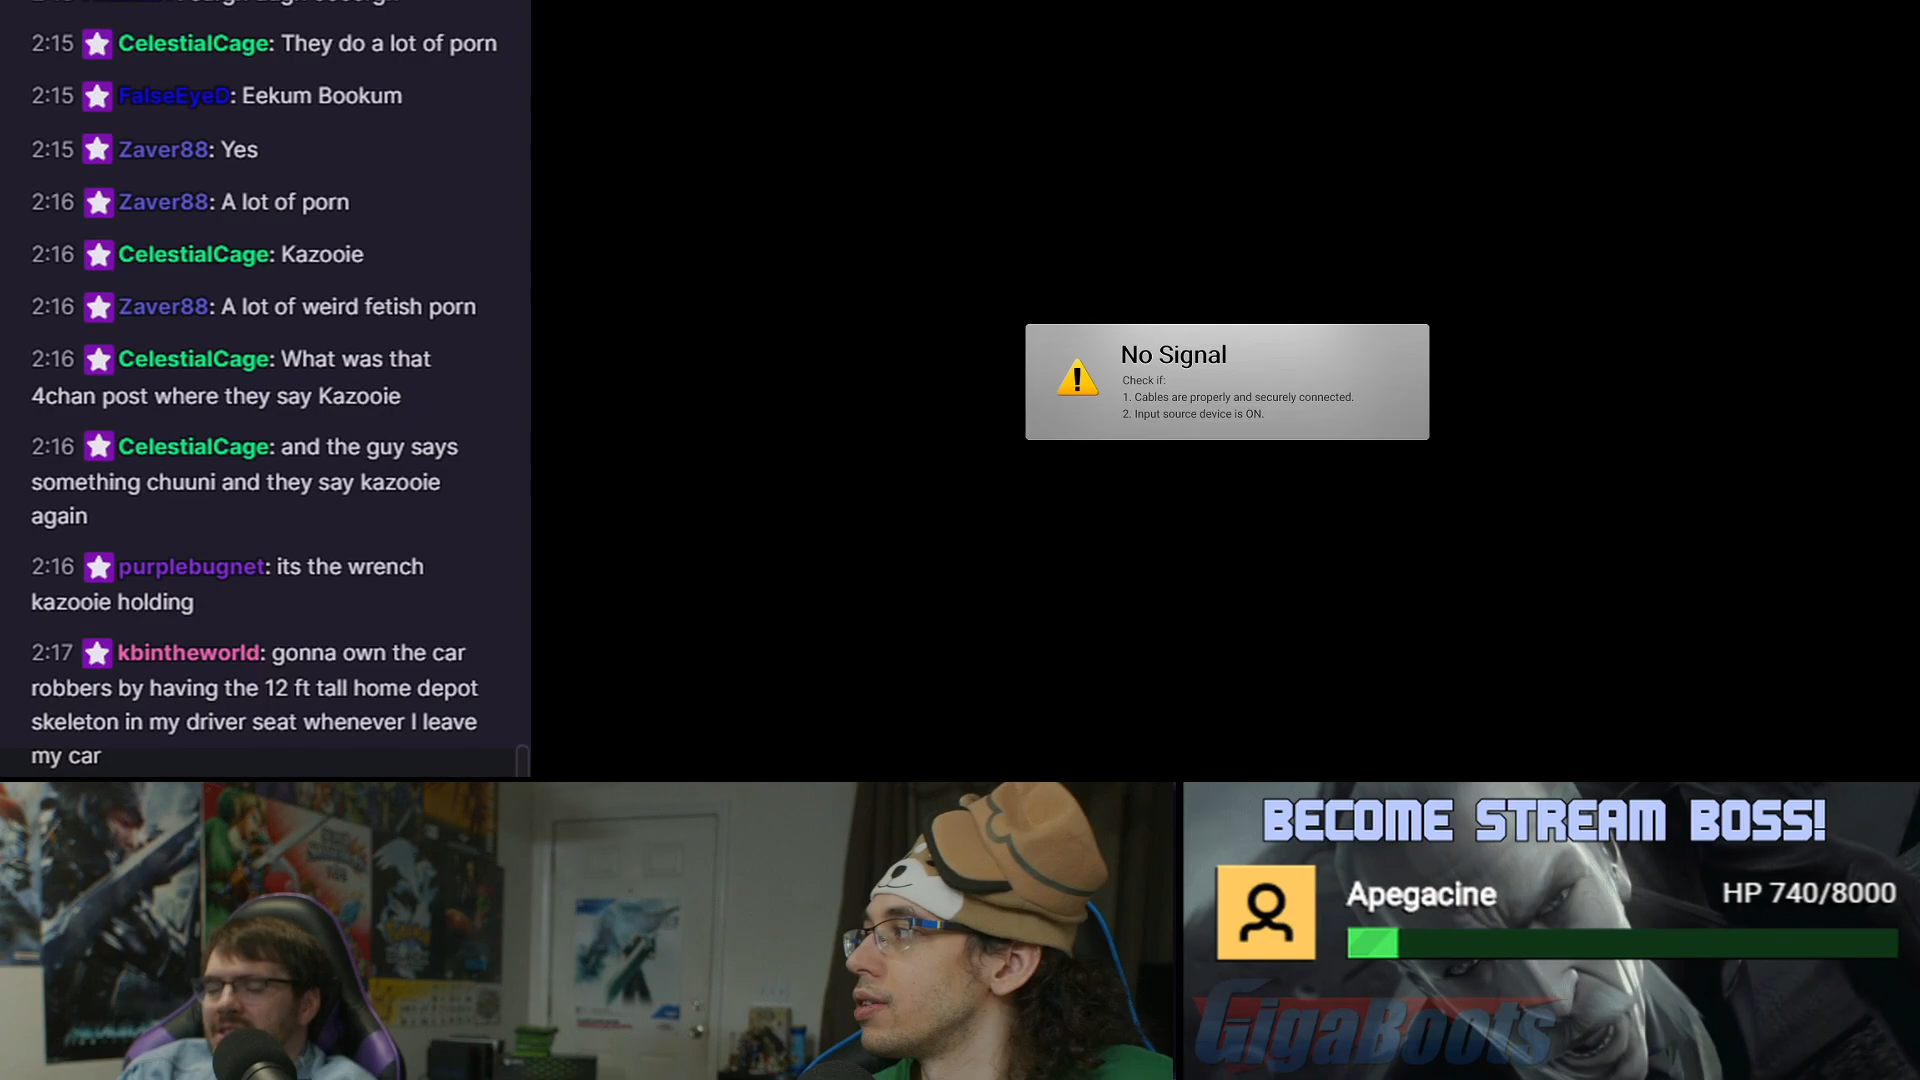 2:15 CelestialCage: They do a lot of porn
2:15 FalseEyeD: Eekum Bookum
2:15 Zaver88: Yes
2:16 Zaver88: A lot of porn
2:16 CelestialCage: Kazooie
2:16 Zaver88: A lot of weird fetish porn
2:16 CelestialCage: What was that
4chan post where they say Kazooie
2:16 CelestialCage: and the guy says
something chuuni and they say kazooie
again
2:16 purplebugnet: its the wrench
kazooie holding
2:17 kbintheworld: gonna own the car
robbers by having the 12 ft tall home depot
skeleton in my driver seat whenever I leave
my car
No Signal
Check if:
1. Cables are properly and securely connected.
2. Input source device is ON.
BECOME STREAM BOSS!
Apegacine
HP 740/8000
GigaBoots